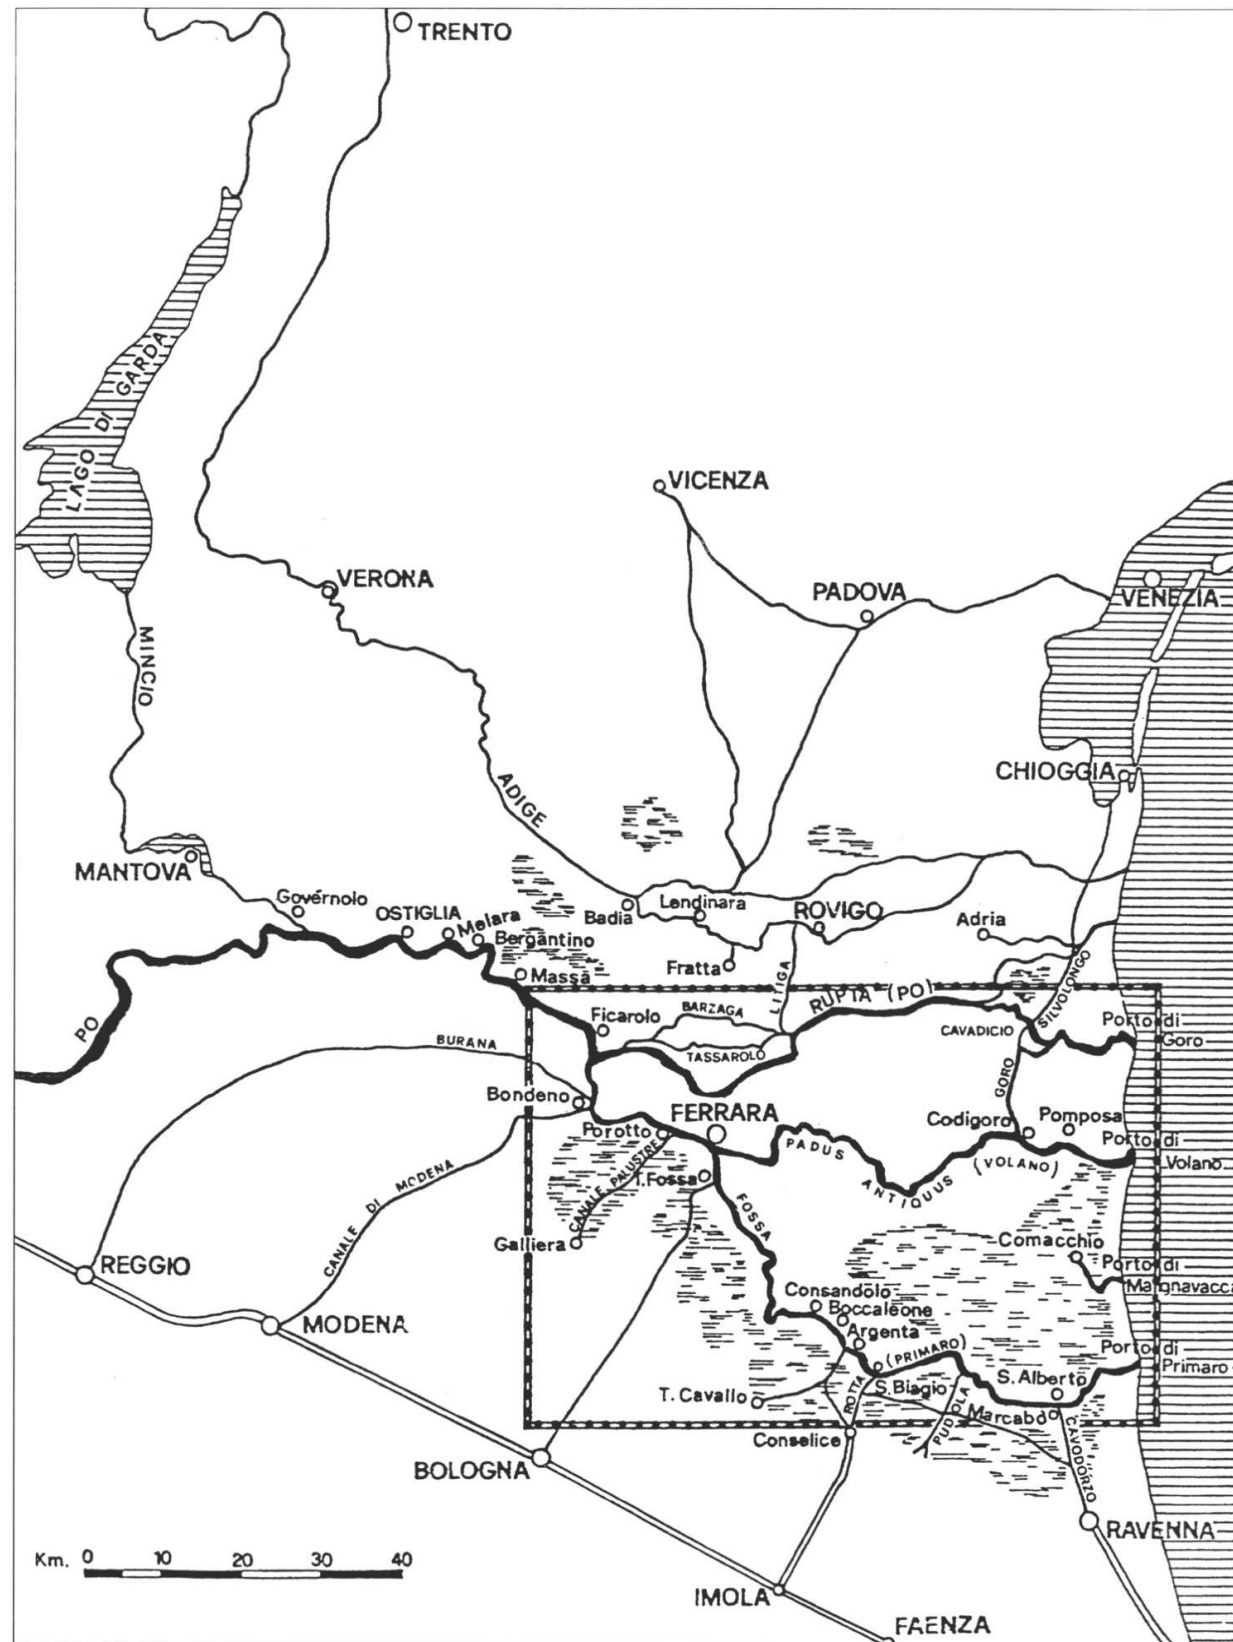 TRENTO
LAGO DI GARDA
VICENZA
VERONA
PADOVA
VENEZIA
MINCIO
CHIOGGIA
ADIGE
MANTOVA
Govérnolo
OSTIGLIA
Melara
Bergantino
Massa
Badia
Lendinara
ROVIGO
Adria
Fratta
LITIGA
RUPTA (PO)
SILVOLONGO
PO
Ficarolo
BARZAGA
TASSAROLO
CAVADICIO
Porto di
Goro
BURANA
GORO
Bondeno
FERRARA
Porotto
Codigoro
Pomposa
Porto di
Volano
PADUS
ANTIQUUS
(VOLANO)
CANALE PALUSTRE
T. Fossa
FOSSA
CANALE DI MODENA
Galliera
Comacchio
Porto di
Magnavacca
REGGIO
MODENA
Consandolo
Boccaleone
Argenta
(PRIMARO)
Porto di
Primaro
T. Cavallo
ROTTA
S. Biagio
PUDIOLA
S. Alberto
Marcabò
Conselice
CAVODORZO
BOLOGNA
RAVENNA
Km. 0 10 20 30 40
IMOLA
FAENZA